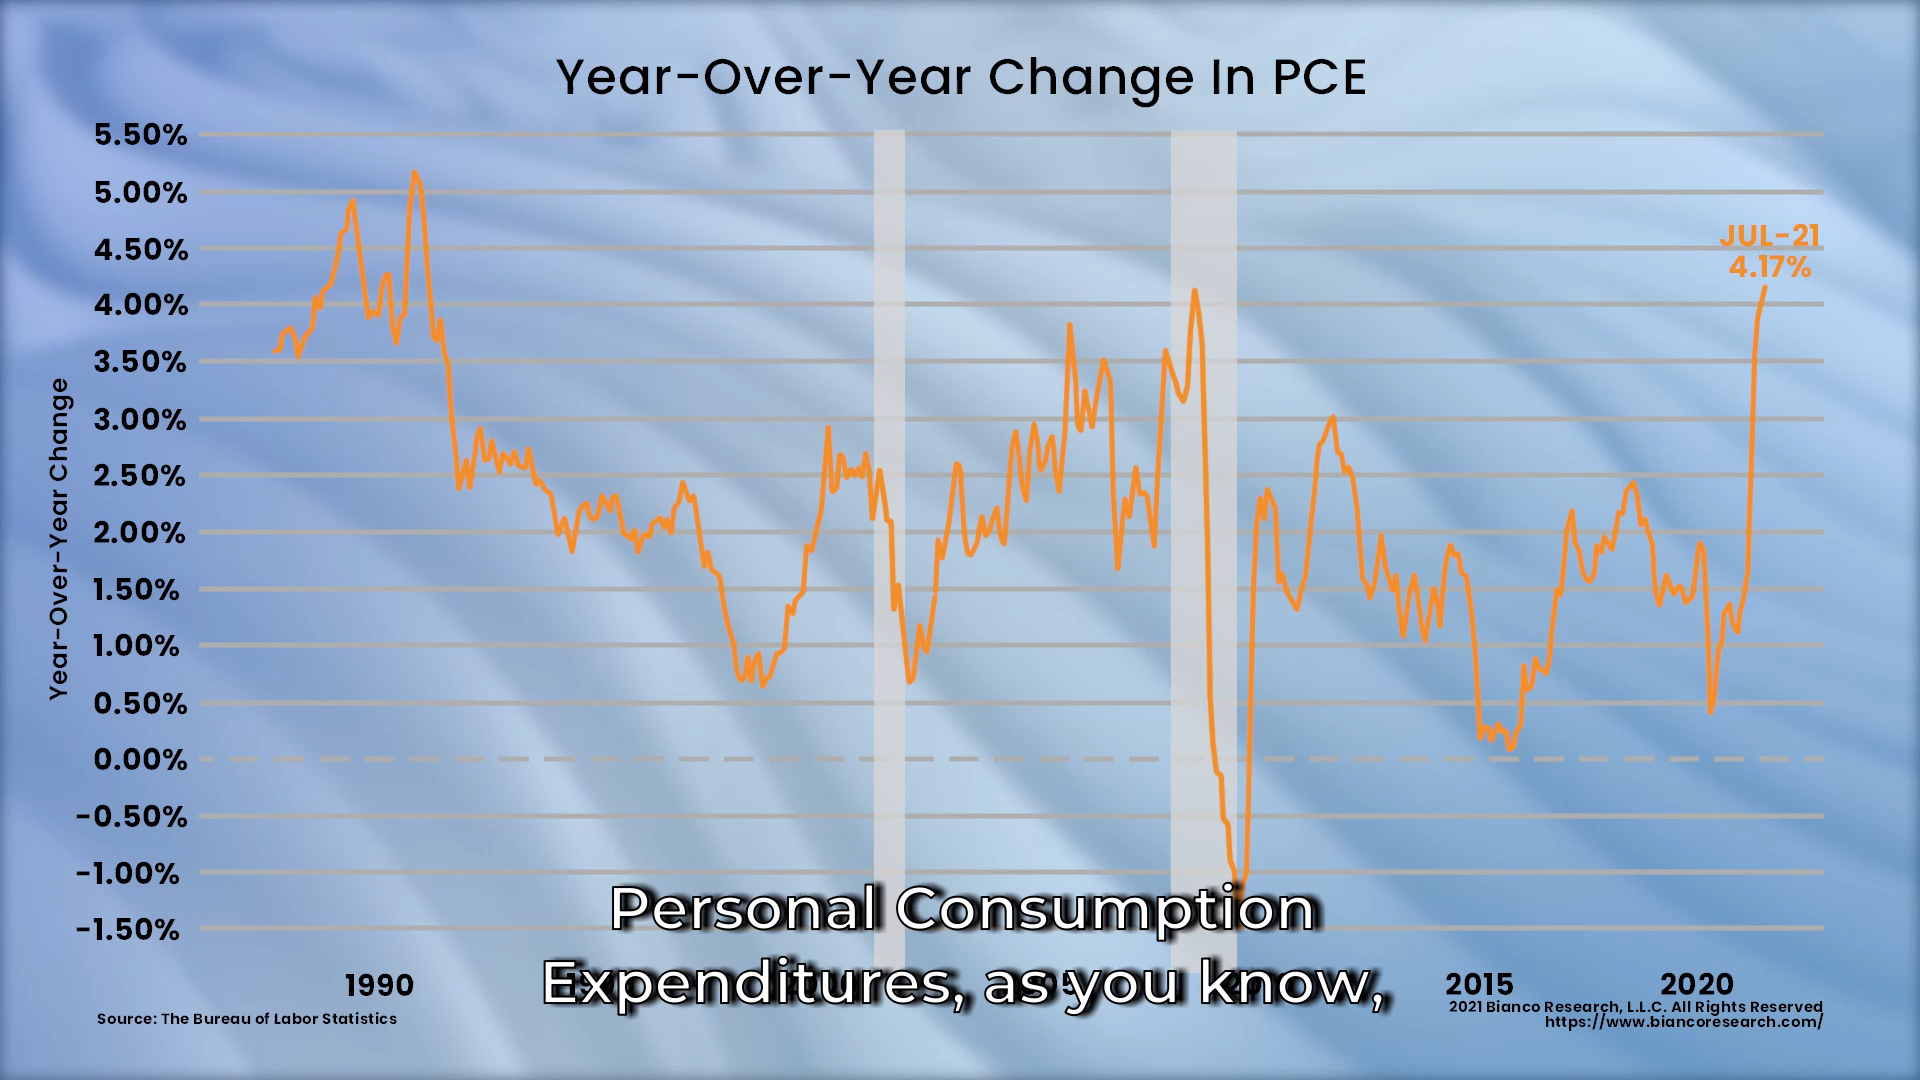 Year-Over-Year Change In PCE
5.50%
5.00%
4.50%
4.00%
3.50%
3.00%
2.50%
2.00%
1.50%
1.00%
0.50%
0.00%
-0.50%
-1.00%
-1.50%
Year-Over-Year Change
JUL-21
4.17%
Personal Consumption
Expenditures, as you know,
1990
2015
2020
Source: The Bureau of Labor Statistics
2021 Bianco Research, L.L.C. All Rights Reserved
https://www.biancoresearch.com/